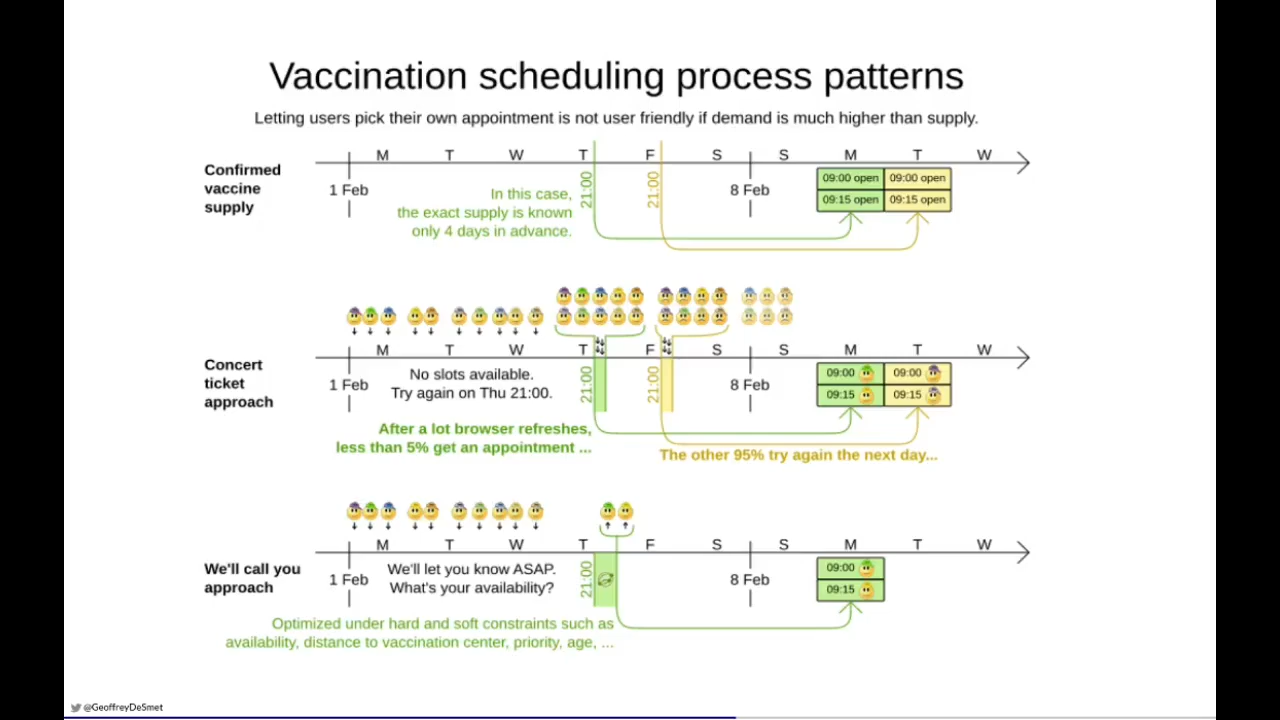 Vaccination scheduling process patterns
Letting users pick their own appointment is not user friendly if demand is much higher than supply.
Confirmed
vaccine
supply
M T W T F S S M T W
1 Feb
8 Feb
21:00
21:00
In this case,
the exact supply is known
only 4 days in advance.
09:00 open
09:00 open
09:15 open
09:15 open
Concert
ticket
approach
M T W T F S S M T W
1 Feb
8 Feb
No slots available.
Try again on Thu 21:00.
21:00
21:00
09:00
09:00
09:15
09:15
After a lot browser refreshes,
less than 5% get an appointment ...
The other 95% try again the next day...
We'll call you
approach
M T W T F S S M T W
1 Feb
8 Feb
We'll let you know ASAP.
What's your availability?
21:00
09:00
09:15
Optimized under hard and soft constraints such as
availability, distance to vaccination center, priority, age, ...
@GeoffreyDeSmet